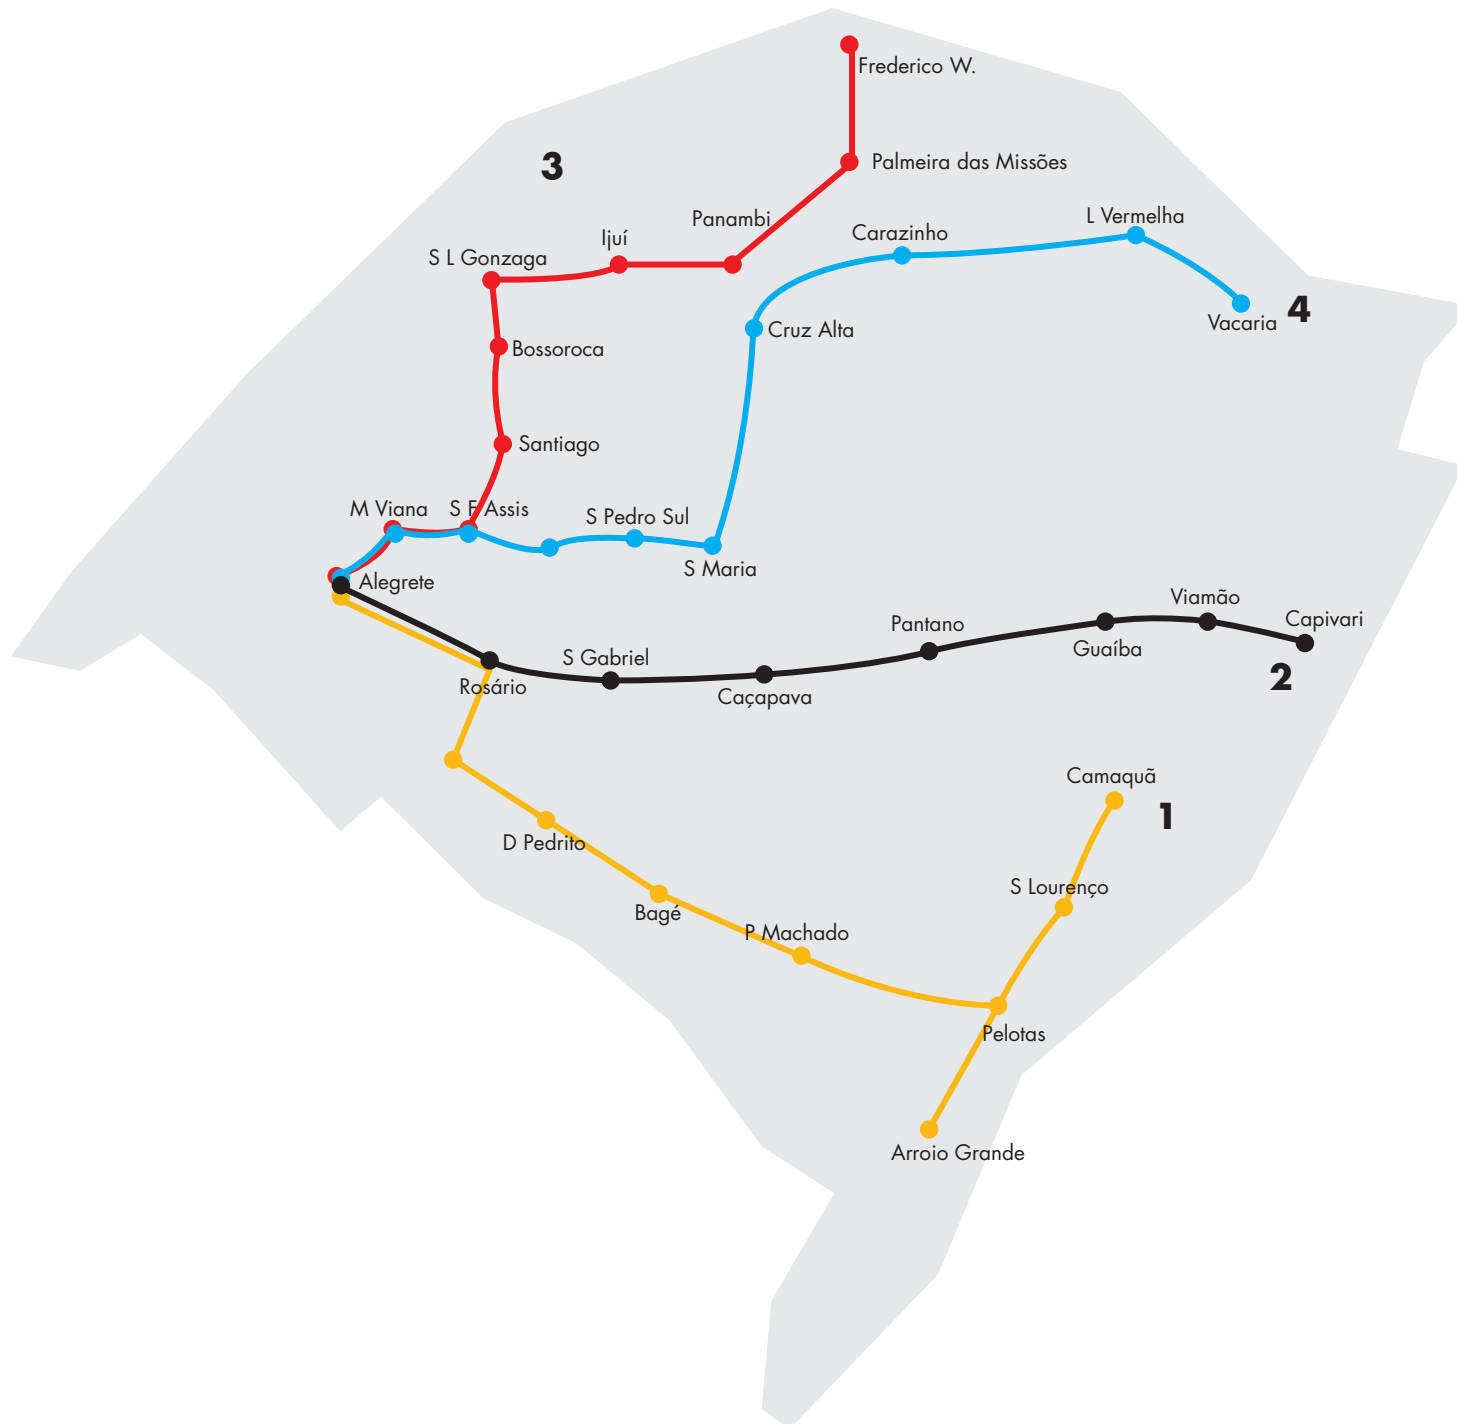 Frederico W.
3
Palmeira das Missões
Panambi
L Vermelha
Carazinho
Ijuí
S L Gonzaga
4
Vacaria
Cruz Alta
Bossoroca
Santiago
M Viana
S F Assis
S Pedro Sul
S Maria
Alegrete
Viamão
Capivari
Pantano
Guaíba
S Gabriel
2
Rosário
Caçapava
Camaquã
1
D Pedrito
S Lourenço
Bagé
P Machado
Pelotas
Arroio Grande